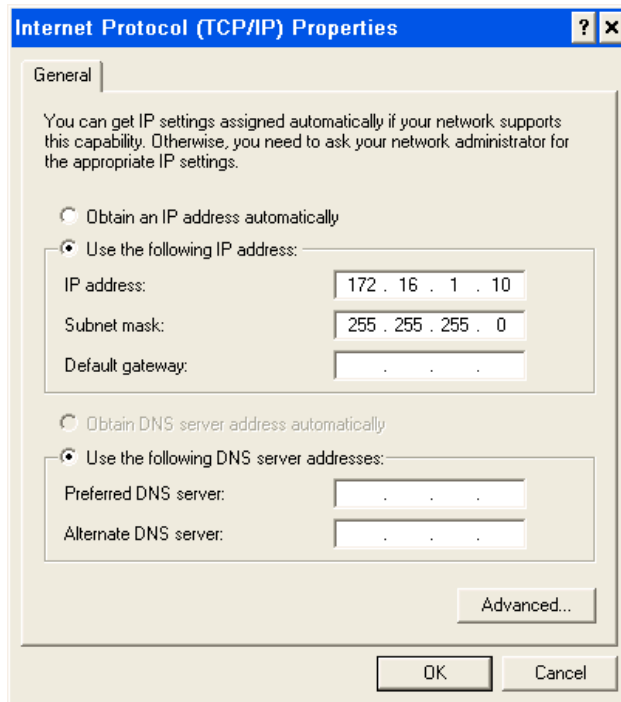 Internet Protocol (TCP/IP) Properties
General
You can get IP settings assigned automatically if your network supports
this capability. Otherwise, you need to ask your network administrator for
the appropriate IP settings.
Obtain an IP address automatically
Use the following IP address:
IP address: 172 . 16 . 1 . 10
Subnet mask: 255 . 255 . 255 . 0
Default gateway: . . .
Obtain DNS server address automatically
Use the following DNS server addresses:
Preferred DNS server: . . .
Alternate DNS server: . . .
Advanced...
OK Cancel